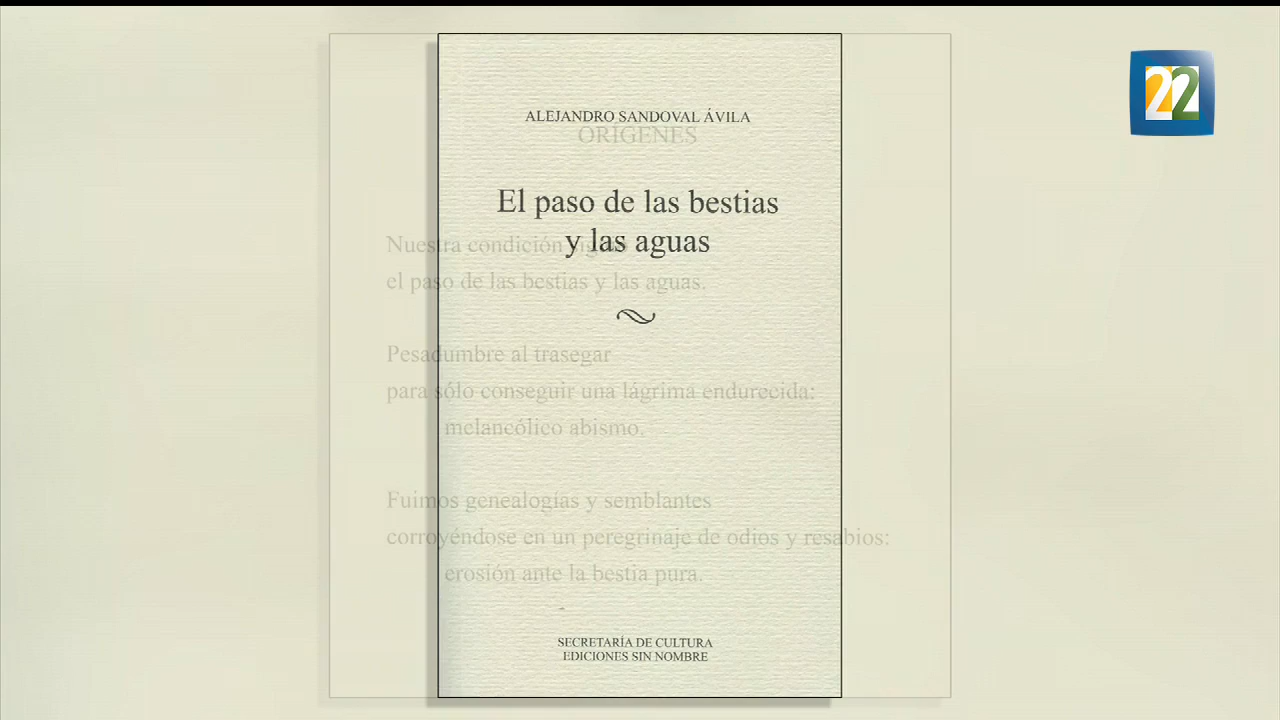 22
ALEJANDRO SANDOVAL ÁVILA
El paso de las bestias
y las aguas
SECRETARÍA DE CULTURA
EDICIONES SIN NOMBRE
ORÍGENES
Nuestra condición
el paso de las bestias y las aguas.
Pesadumbre al trasegar
para sólo conseguir una lágrima endurecida:
melancólico abismo.
Fuimos genealogías y semblantes
corroyéndose en un peregrinaje de odios y resabios:
erosión ante la bestia pura.